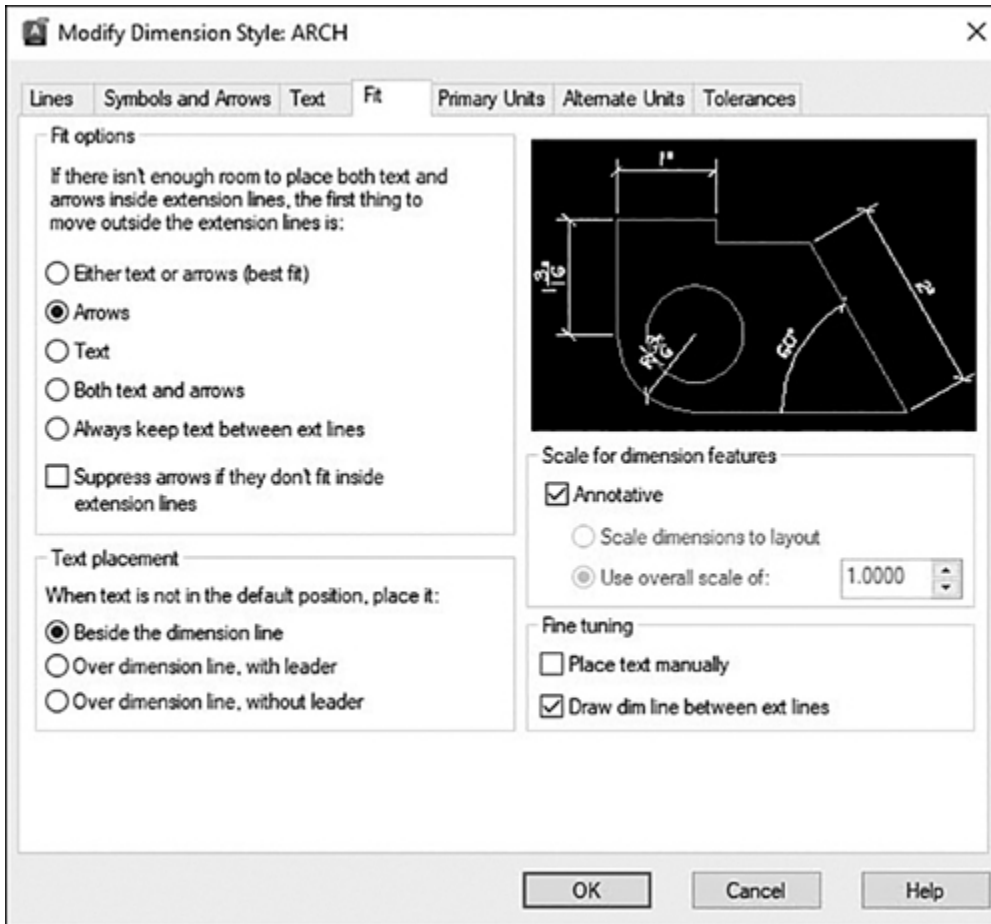 Modify Dimension Style: ARCH
Lines Symbols and Arrows Text Fit Primary Units Alternate Units Tolerances
Fit options
If there isn't enough room to place both text and
arrows inside extension lines, the first thing to
move outside the extension lines is:
Either text or arrows (best fit)
Arrows
Text
Both text and arrows
Always keep text between ext lines
Suppress arrows if they don't fit inside
extension lines
Text placement
When text is not in the default position, place it:
Beside the dimension line
Over dimension line, with leader
Over dimension line, without leader
1"
1 3/16"
2"
60°
Scale for dimension features
Annotative
Scale dimensions to layout
Use overall scale of: 1.0000
Fine tuning
Place text manually
Draw dim line between ext lines
OK Cancel Help